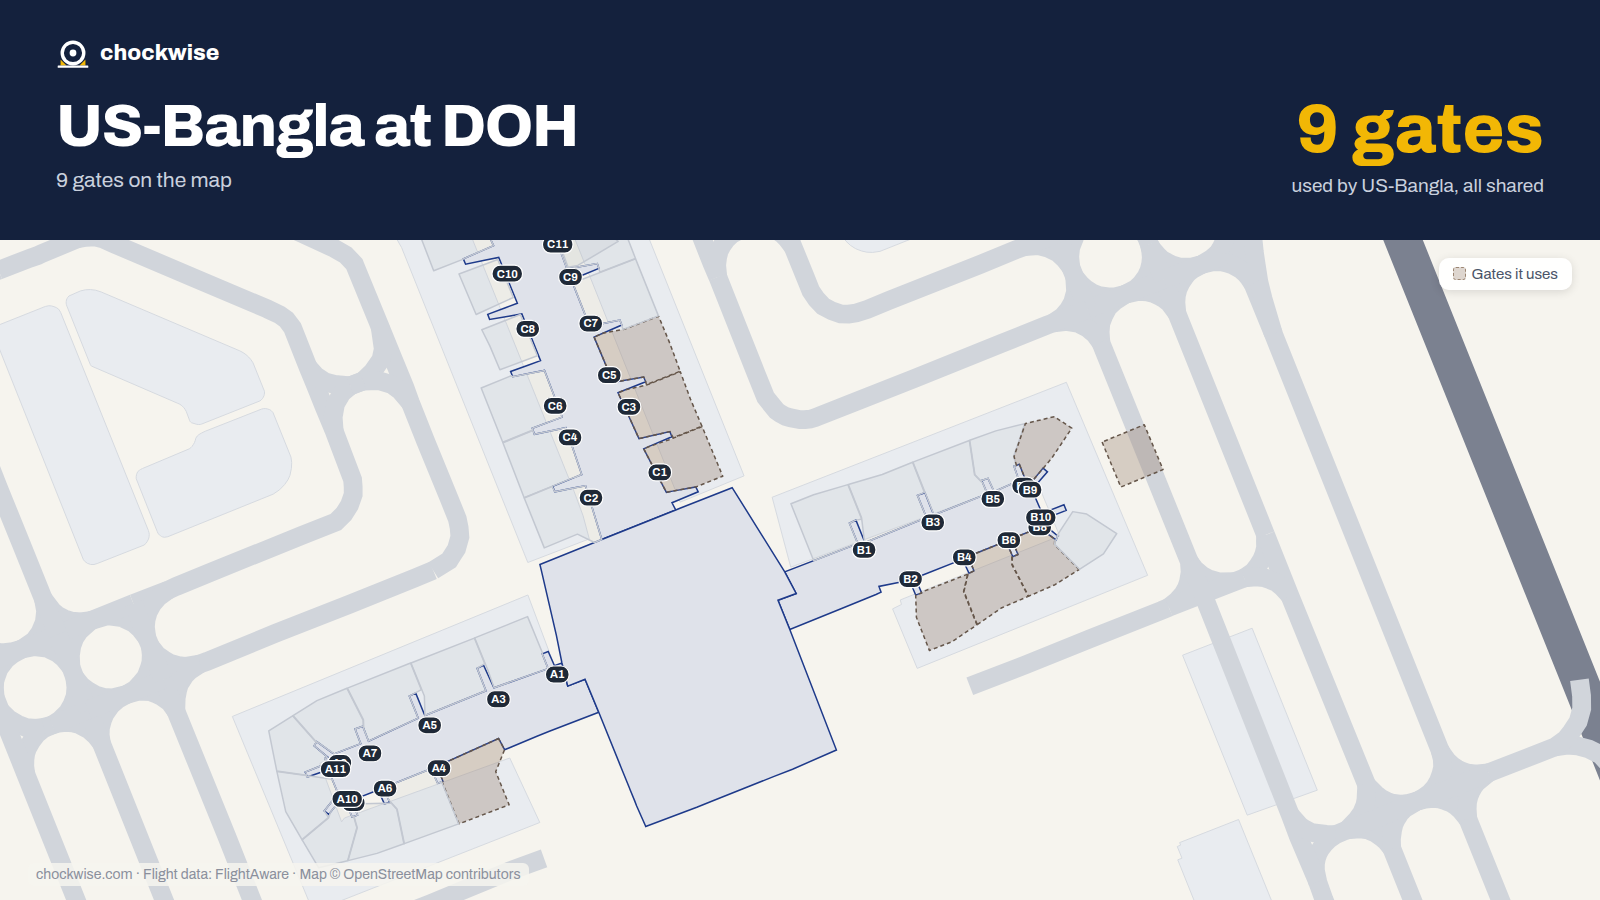 chockwise
US-Bangla at DOH
9 gates on the map
9 gates
used by US-Bangla, all shared
Gates it uses
C11
C10
C9
C8
C7
C5
C6
C3
C4
C1
C2
B5
B9
B10
B3
B6
B1
B4
B2
A1
A3
A5
A7
A11
A4
A6
A10
chockwise.com · Flight data: FlightAware · Map © OpenStreetMap contributors